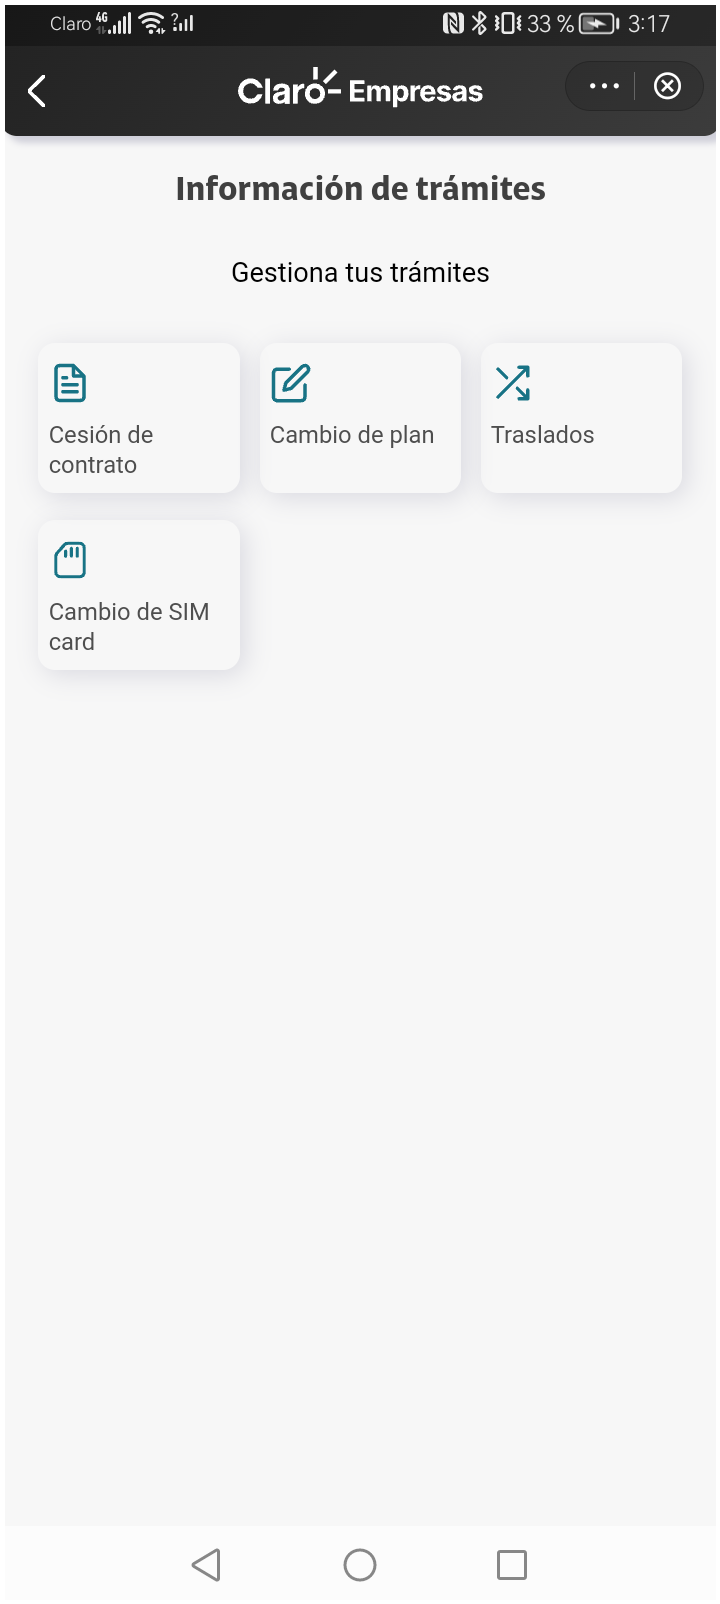 Claro 4G ? 33 % 3:17
Claro Empresas
Información de trámites
Gestiona tus trámites
Cesión de
contrato
Cambio de plan
Traslados
Cambio de SIM
card